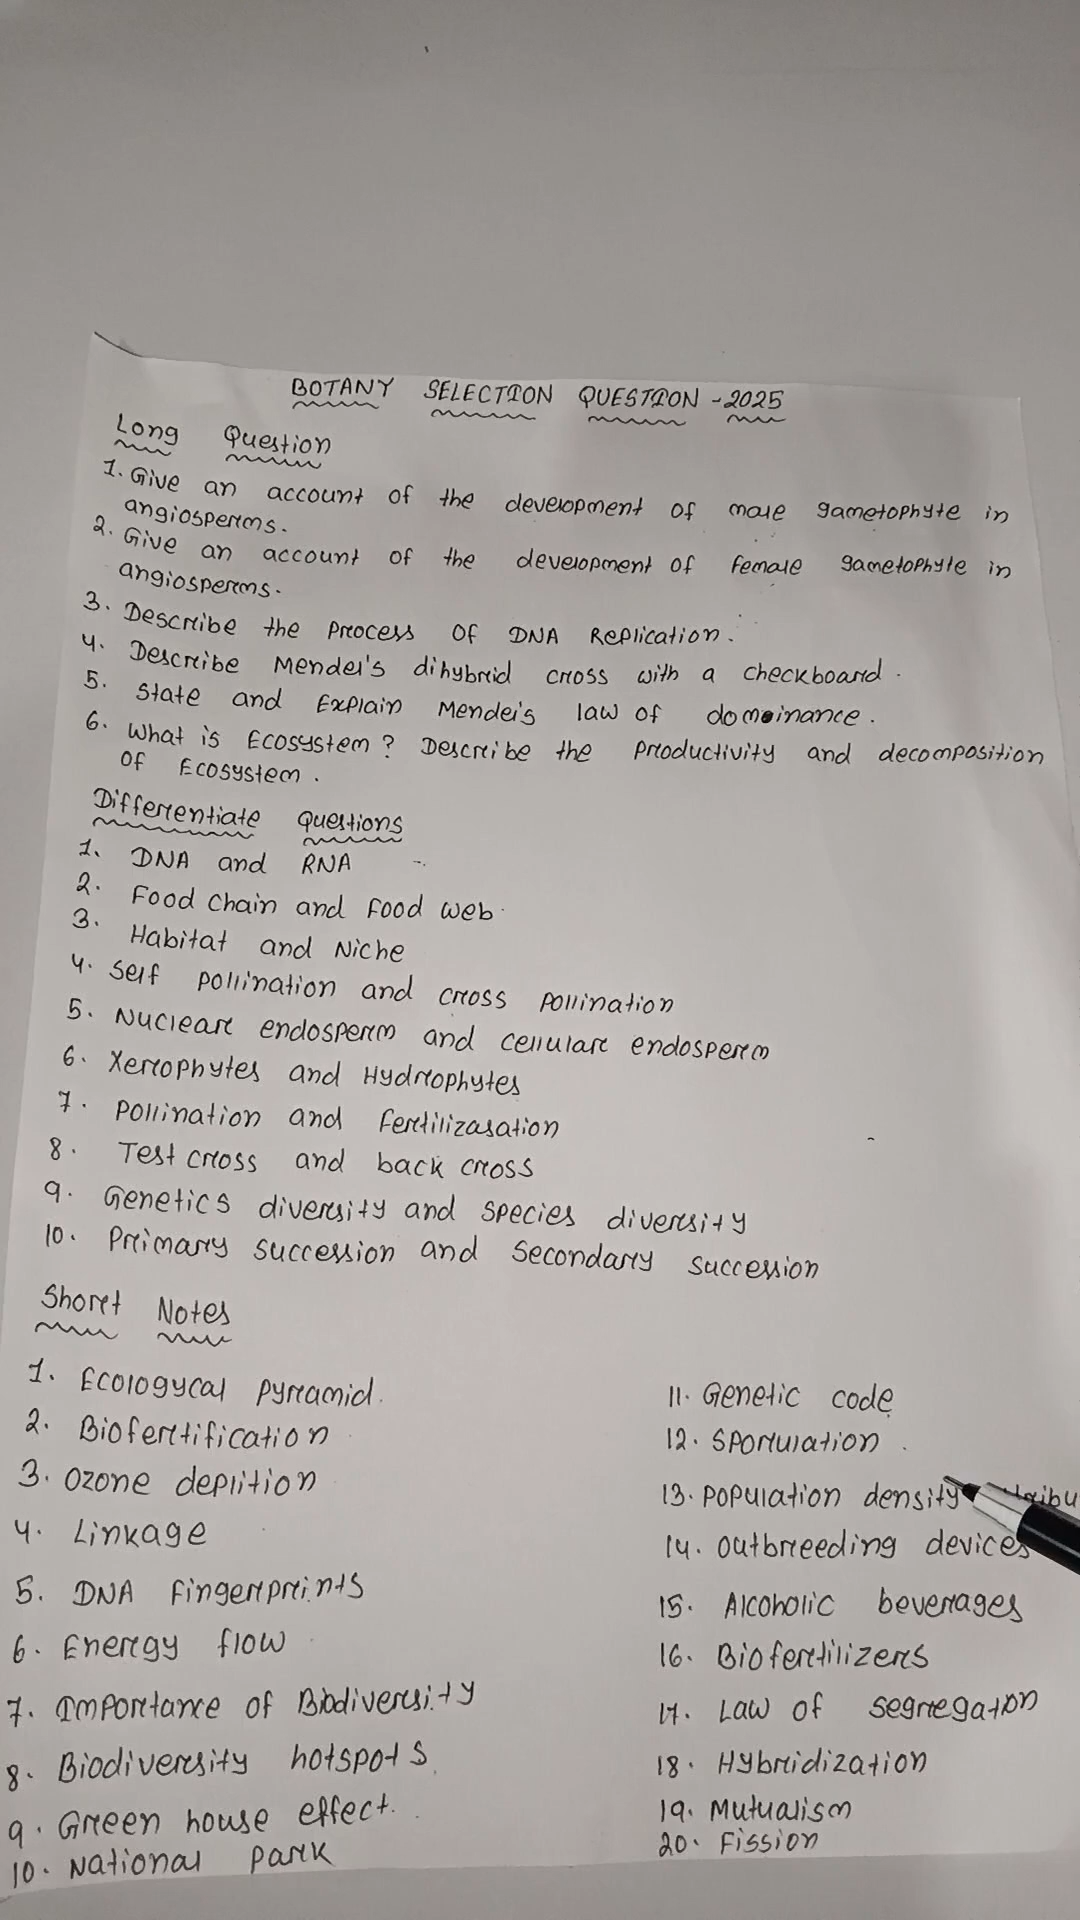 BOTANY SELECTION QUESTION - 2025
Long Question
1. Give an account of the development of male gametophyte in
angiosperms.
2. Give an account of the development of female gametophyte in
angiosperms.
3. Describe the Process Of DNA Replication.
4. Describe Mendel's dihybrid cross with a checkboard.
5. State and Explain Mendel's law of domoinance.
6. What is Ecosystem? Describe the Productivity and decomposition
Of Ecosystem.
Differentiate Questions
1. DNA and RNA
2. Food Chain and Food web.
3. Habitat and Niche
4. Self pollination and cross pollination
5. Nuclear endosperm and cellular endosperm
6. Xerophytes and Hydrophytes
7. Pollination and fertilizasation
8. Test cross and back cross
9. Genetics diversity and species diversity
10. Primary succession and Secondary succession
Short Notes
1. Ecologycal Pyramid.
2. Biofertification
3. Ozone deplition
4. Linkage
5. DNA fingerprints
6. Energy flow
7. Importance of Biodiversity
8. Biodiversity hotspots
9. Green house effect.
10. National Park
11. Genetic code
12. Sporulation
13. Population density
14. Outbreeding devices
15. Alcoholic beverages
16. Biofertilizers
17. Law of segregation
18. Hybridization
19. Mutualism
20. Fission